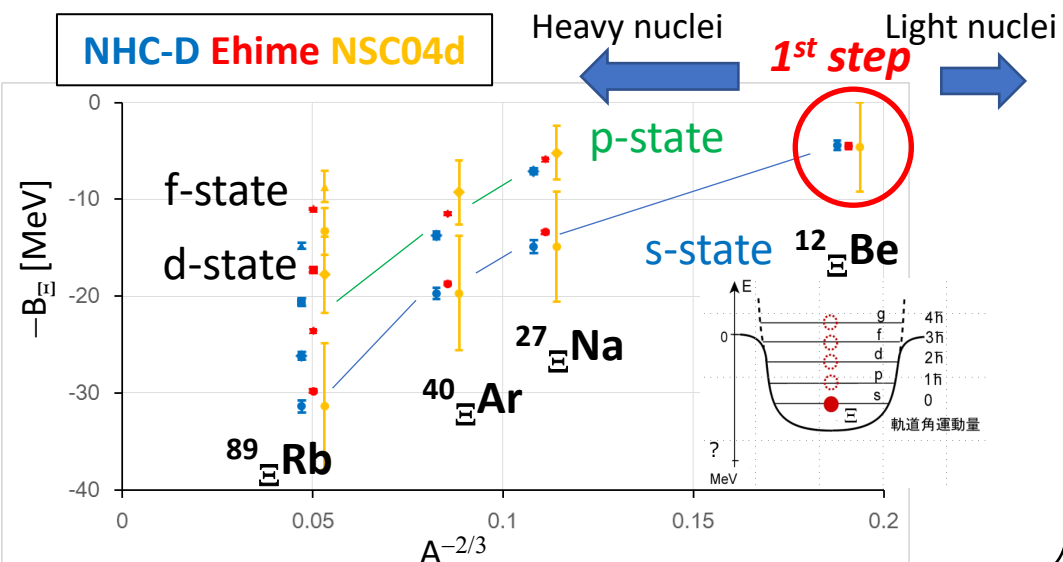 Heavy nuclei
Light nuclei
NHC-D Ehime NSC04d
1st step
0
-10
-20
-30
-40
−BΞ [MeV]
p-state
f-state
d-state
s-state
12ΞBe
27ΞNa
40ΞAr
89ΞRb
E
0
g 4ħ
f 3ħ
d 2ħ
p 1ħ
s 0
Ξ
軌道角運動量
?
MeV
0
0.05
0.1
0.15
0.2
A−2/3